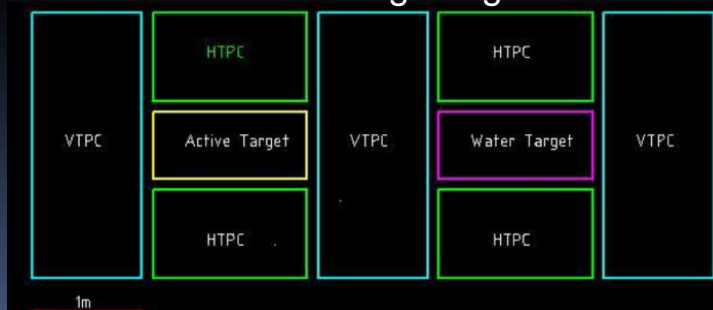 HTPC
HTPC
VTPC
Active Target
VTPC
Water Target
VTPC
HTPC
HTPC
1m